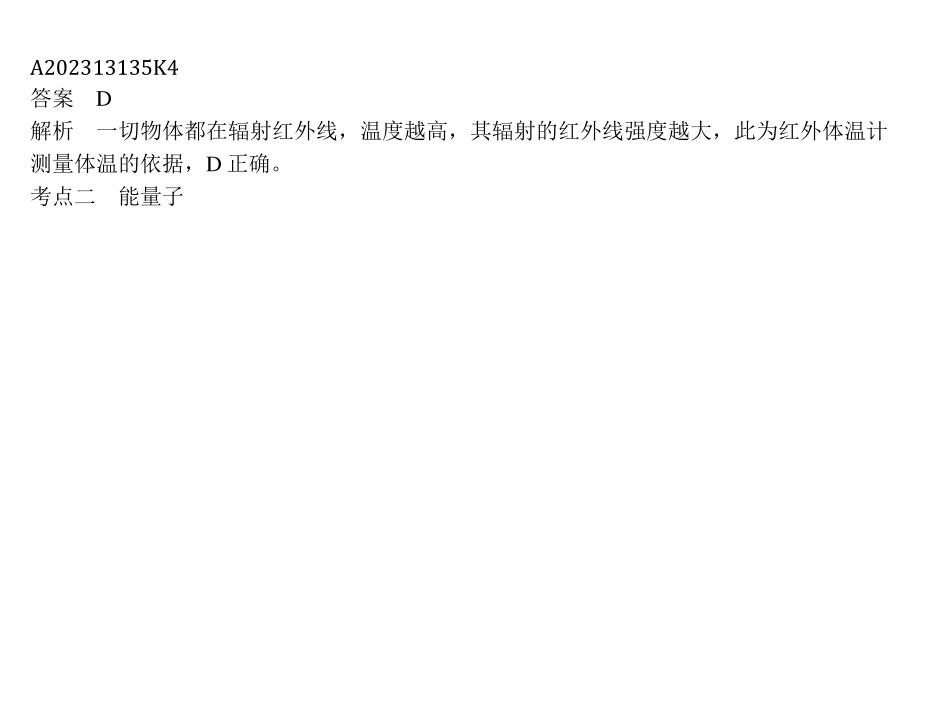 A202313135K4
答案　D
解析　一切物体都在辐射红外线，温度越高，其辐射的红外线强度越大，此为红外体温计
测量体温的依据，D 正确。
考点二　能量子